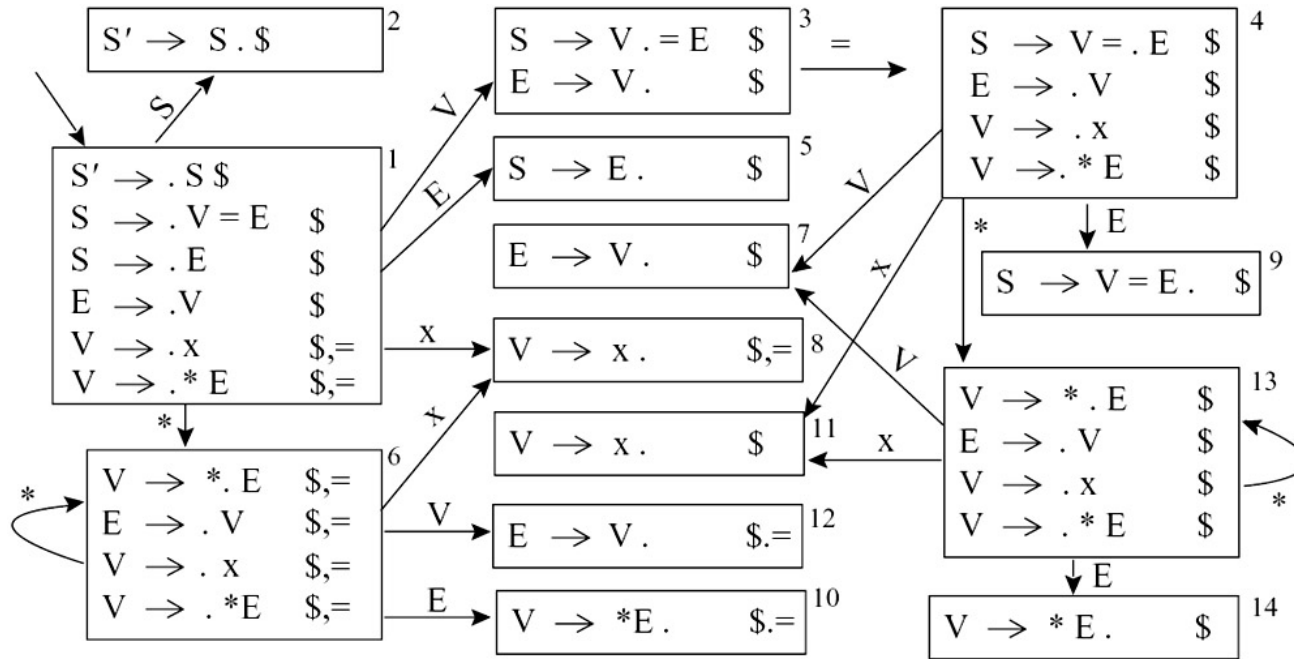 2
S′ → S . $
S
1
S′ → . S $
S → . V = E $
S → . E $
E → .V $
V → . x $,=
V → .* E $,=
V
E
x
*
6
V → *. E $,=
E → . V $,=
V → . x $,=
V → . *E $,=
*
x
V
E
3
S → V . = E $
E → V . $
=
5
S → E . $
7
E → V . $
8
V → x . $,=
11
V → x . $
12
E → V . $.=
10
V → *E . $.=
4
S → V = . E $
E → . V $
V → . x $
V → . * E $
V
x
*
E
9
S → V = E . $
13
V → * . E $
E → . V $
V → . x $
V → . * E $
V
x
*
E
14
V → * E . $